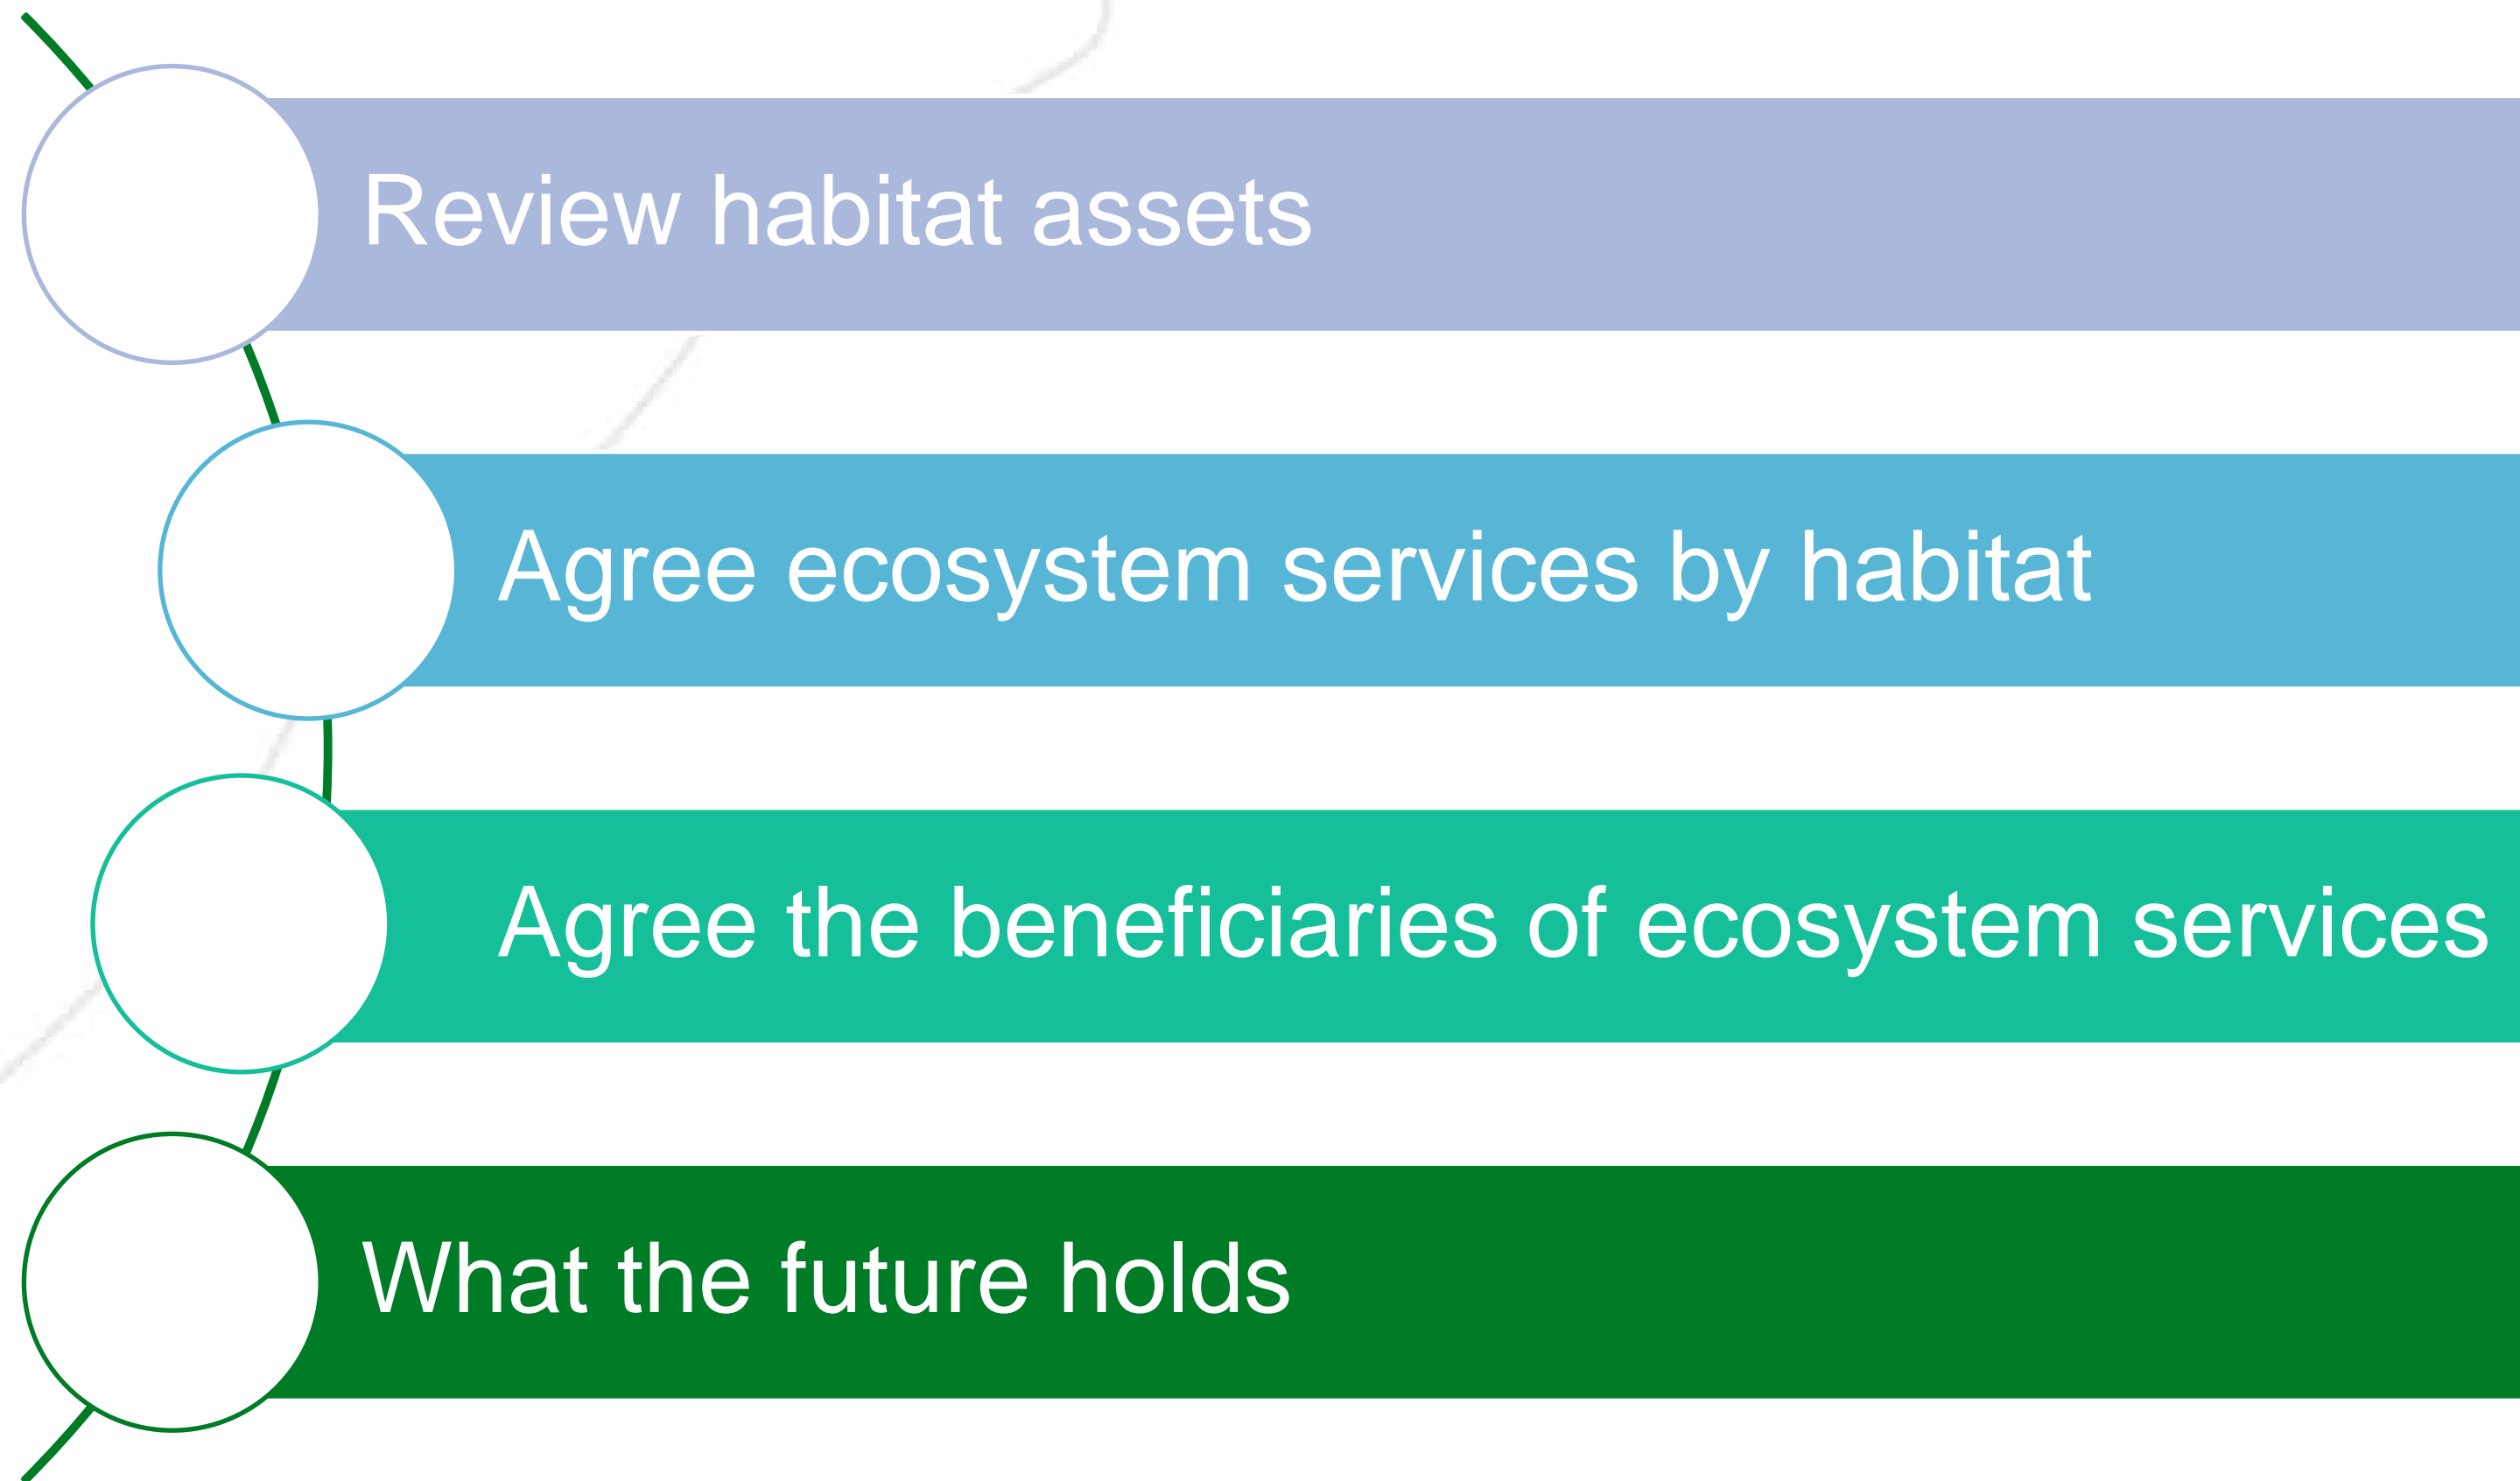 Review habitat assets
Agree ecosystem services by habitat
Agree the beneficiaries of ecosystem services
What the future holds